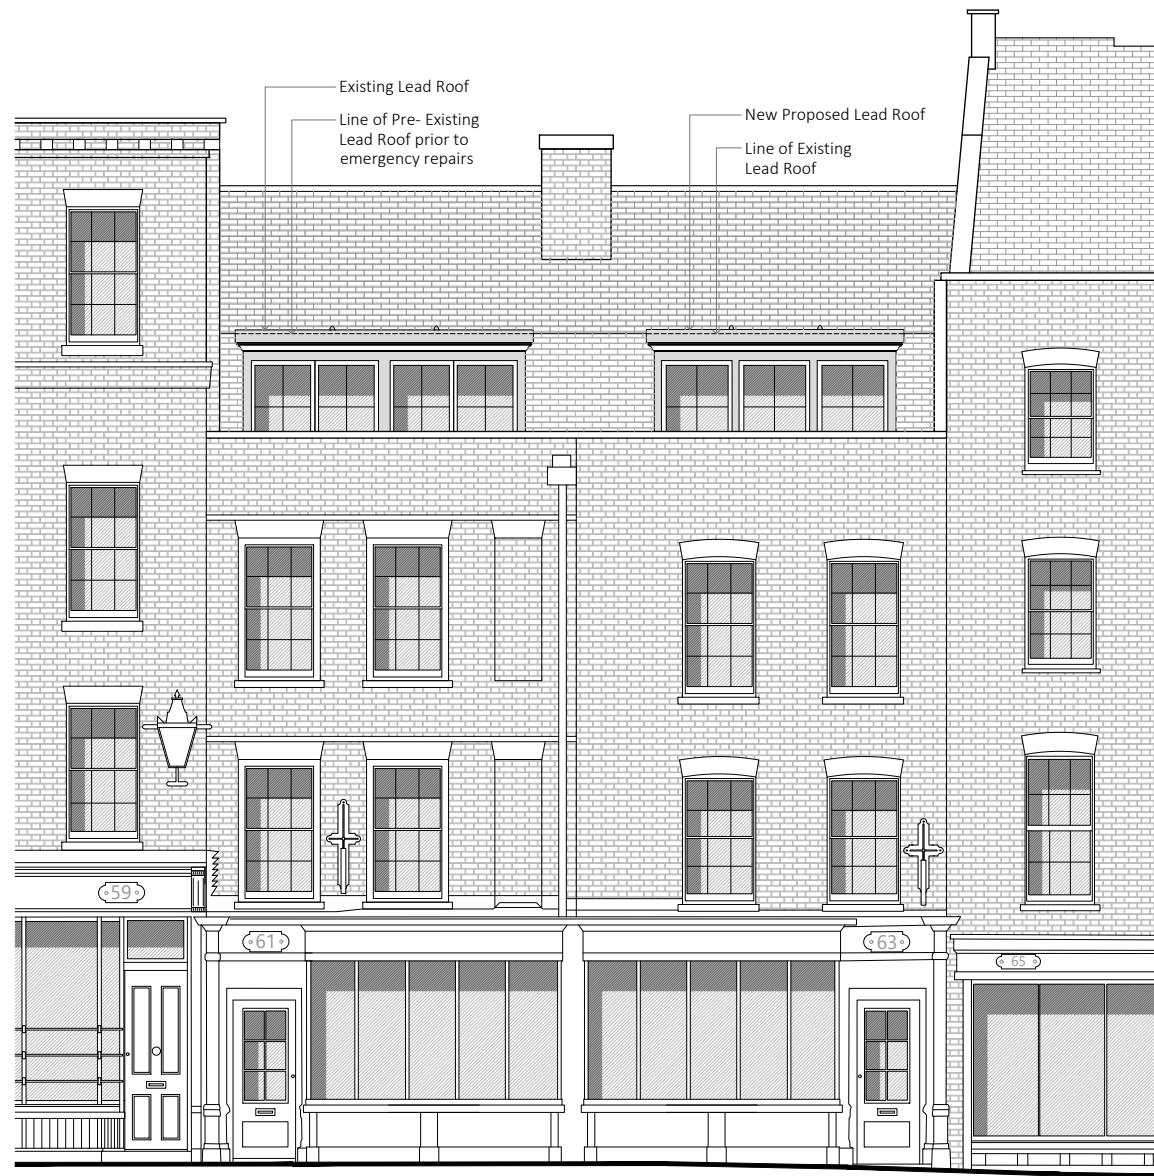 Existing Lead Roof
Line of Pre- Existing
Lead Roof prior to
emergency repairs
New Proposed Lead Roof
Line of Existing
Lead Roof
59
61
63
65